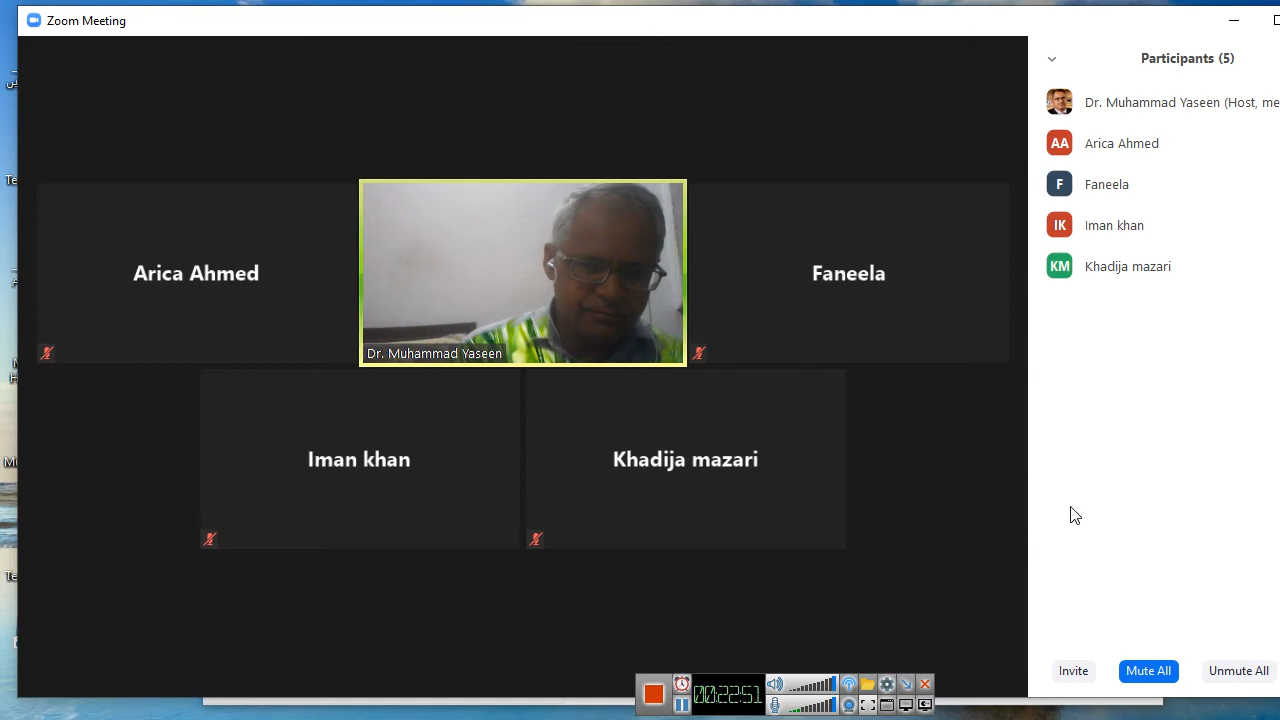 Zoom Meeting
Participants (5)
Dr. Muhammad Yaseen (Host, me
AA Arica Ahmed
F Faneela
IK Iman khan
KM Khadija mazari
Arica Ahmed
Dr. Muhammad Yaseen
Faneela
Iman khan
Khadija mazari
Invite
Mute All
Unmute All
00:22:51